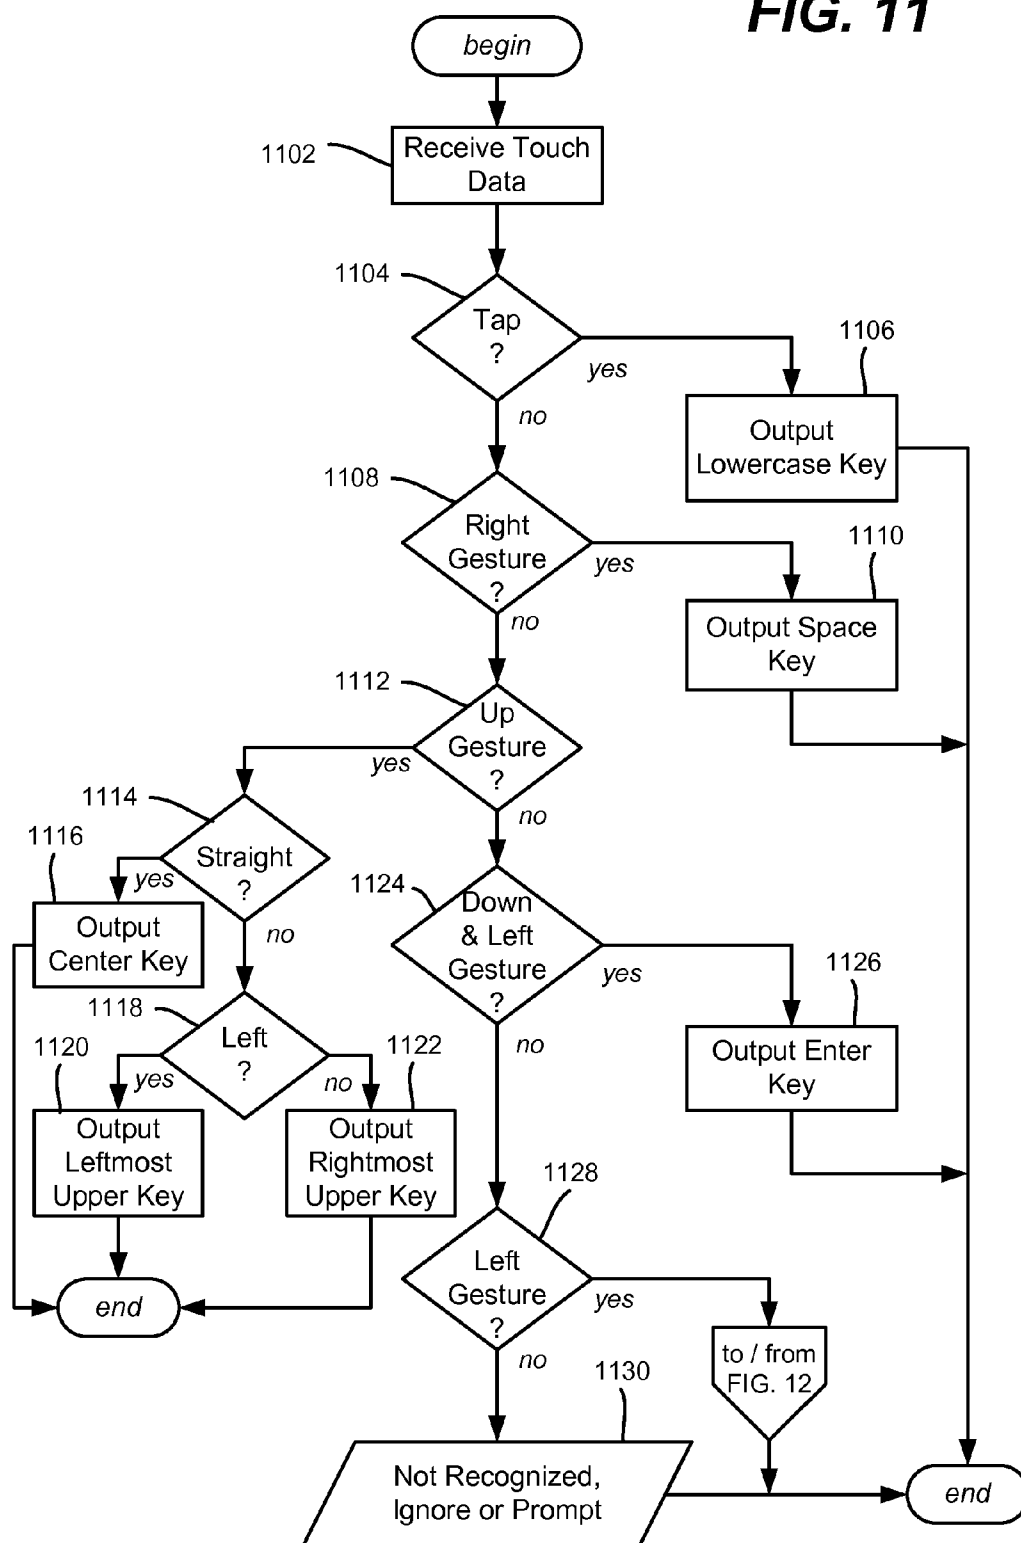 FIG. 11
begin
1102
Receive Touch
Data
1104
Tap
?
yes
no
1106
Output
Lowercase Key
1108
Right
Gesture
?
yes
no
1110
Output Space
Key
1112
Up
Gesture
?
yes
no
1114
Straight
?
yes
no
1116
Output
Center Key
1118
Left
?
yes
no
1120
Output
Leftmost
Upper Key
1122
Output
Rightmost
Upper Key
end
1124
Down
& Left
Gesture
?
yes
no
1126
Output Enter
Key
1128
Left
Gesture
?
yes
no
to / from
FIG. 12
1130
Not Recognized,
Ignore or Prompt
end